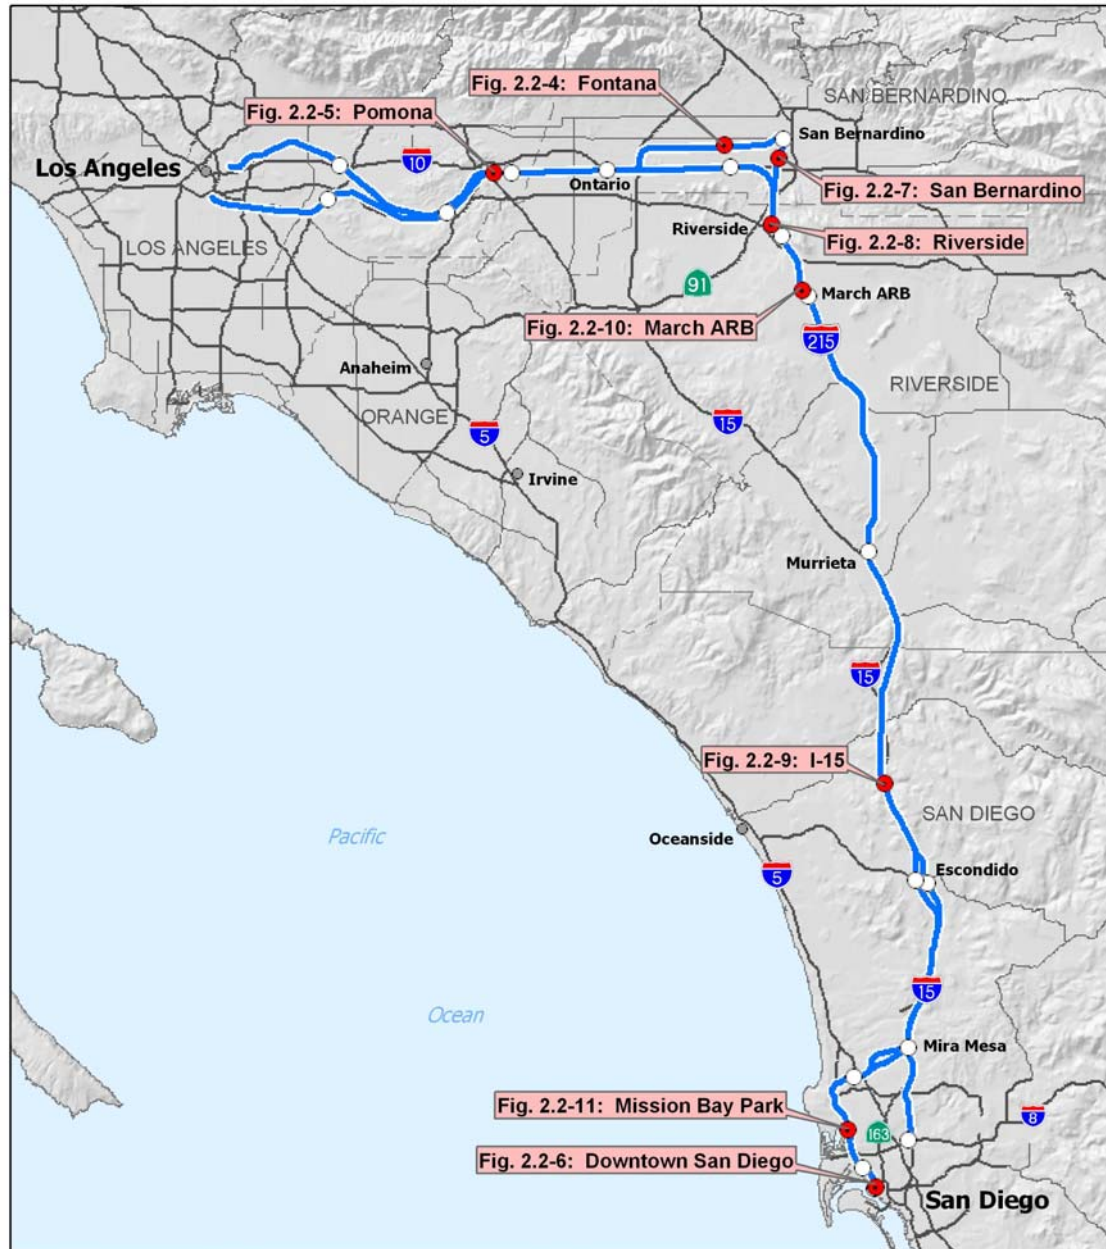 Fig. 2.2-4: Fontana
SAN BERNARDINO
Fig. 2.2-5: Pomona
San Bernardino
Los Angeles
10
Ontario
Fig. 2.2-7: San Bernardino
Riverside
Fig. 2.2-8: Riverside
LOS ANGELES
91
March ARB
Fig. 2.2-10: March ARB
215
Anaheim
RIVERSIDE
ORANGE
15
5
Irvine
Murrieta
15
Fig. 2.2-9: I-15
SAN DIEGO
Pacific
Oceanside
Escondido
5
15
Ocean
Mira Mesa
Fig. 2.2-11: Mission Bay Park
163
8
Fig. 2.2-6: Downtown San Diego
San Diego